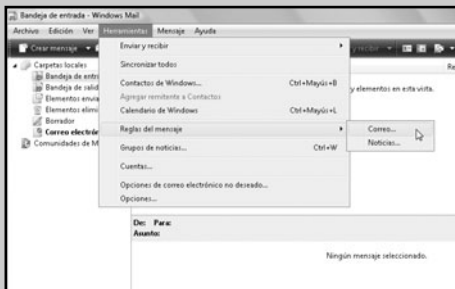 Bandeja de entrada - Windows Mail
Archivo Edición Ver Herramientas Mensaje Ayuda
Crear mensaje
y recibir
Carpetas locales
Bandeja de entr
Bandeja de salid
Elementos envia
Elementos elimi
Borrador
Correo electrón
Comunidades de M
Enviar y recibir
Sincronizar todos
Contactos de Windows... Ctrl+Mayús+B
Agregar remitente a Contactos
Calendario de Windows Ctrl+Mayús+L
Reglas del mensaje
Grupos de noticias... Ctrl+W
Cuentas...
Opciones de correo electrónico no deseado...
Opciones...
Correo...
Noticias...
Re
y elementos en esta vista.
De: Para:
Asunto:
Ningún mensaje seleccionado.